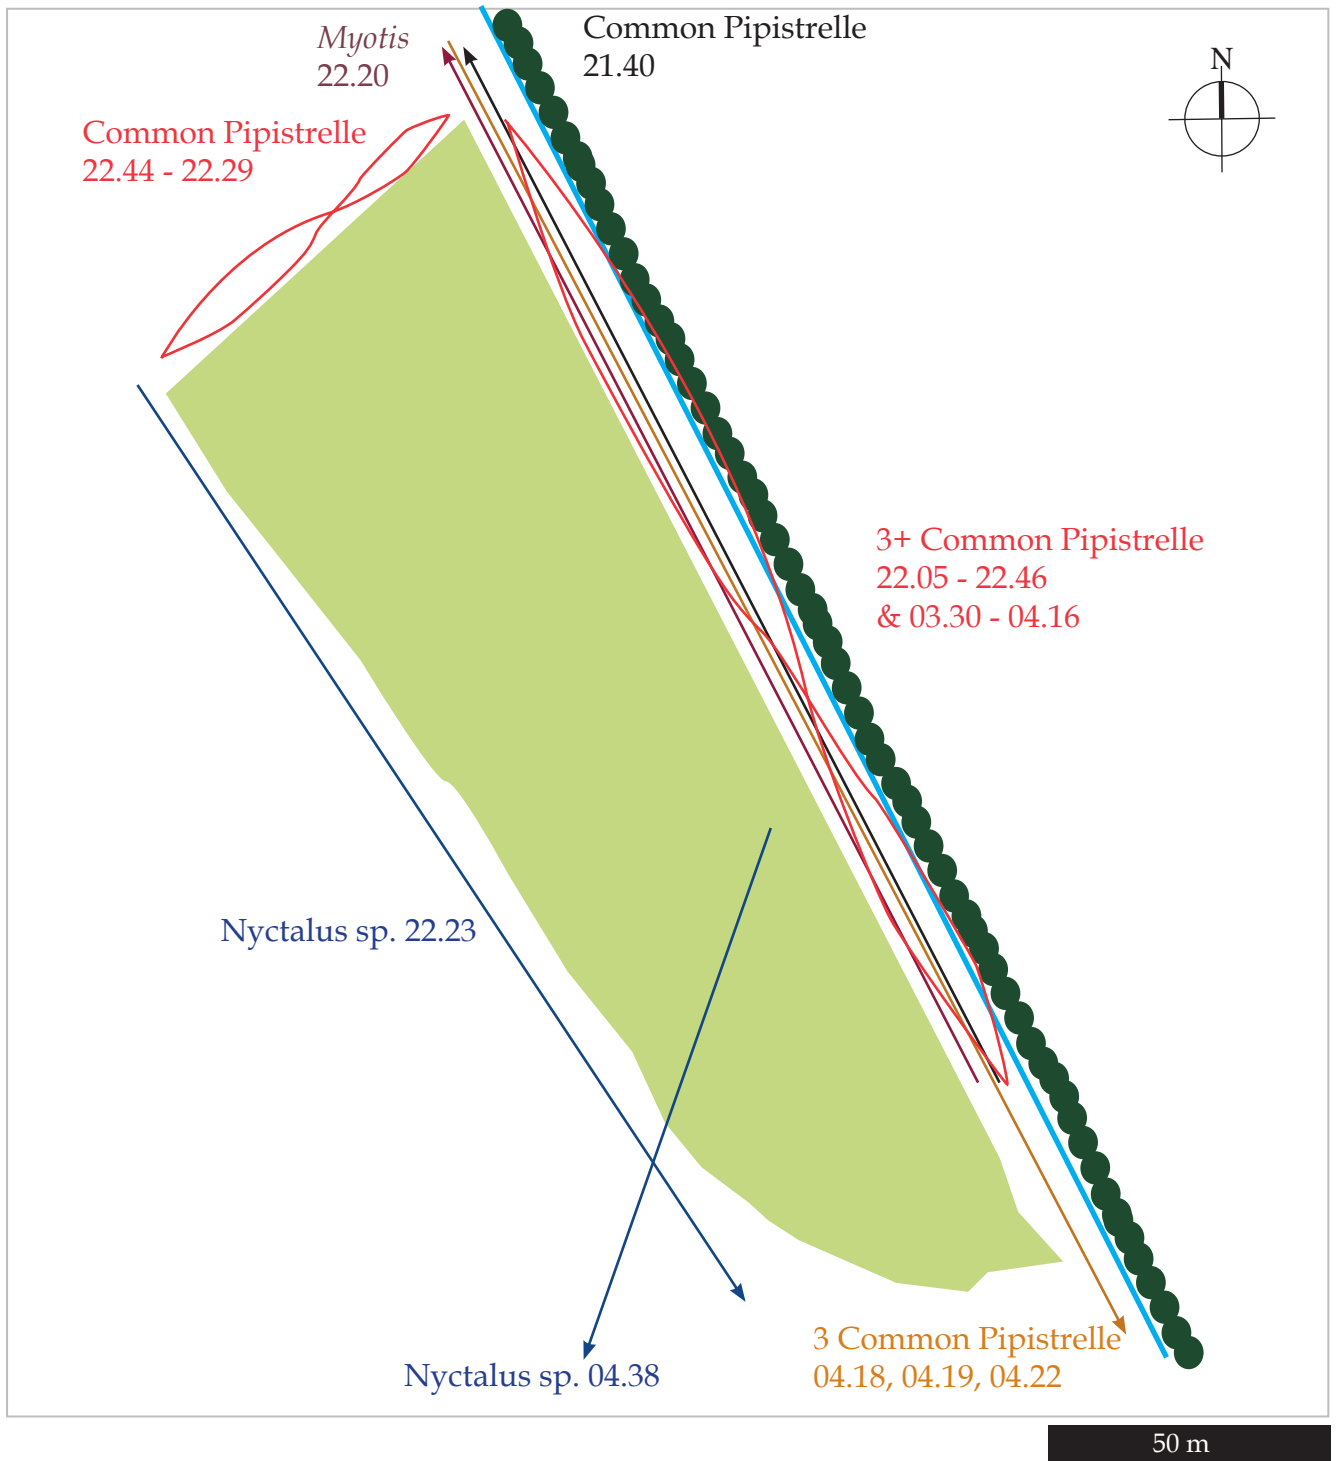 Myotis
22.20
Common Pipistrelle
21.40
N
Common Pipistrelle
22.44 - 22.29
3+ Common Pipistrelle
22.05 - 22.46
& 03.30 - 04.16
Nyctalus sp. 22.23
3 Common Pipistrelle
04.18, 04.19, 04.22
Nyctalus sp. 04.38
50 m